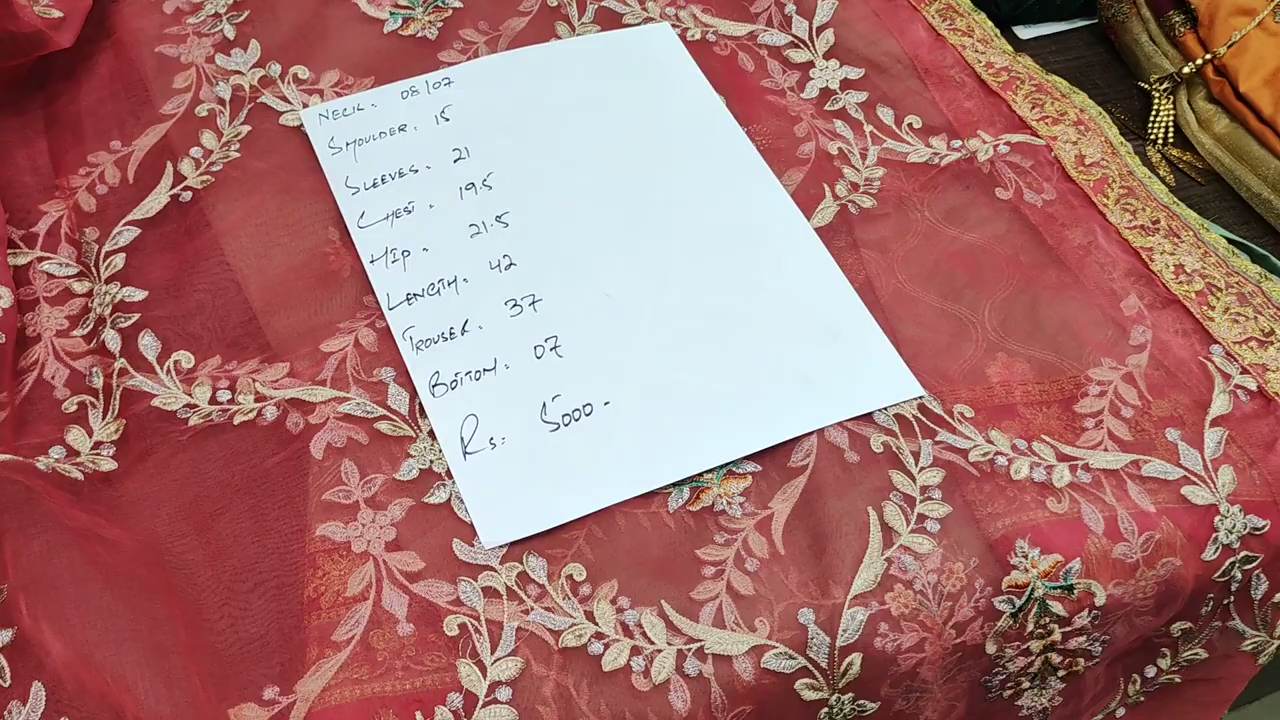 NECK = 08/07
SHOULDER = 15
SLEEVES = 21
CHEST = 19.5
HIP = 21.5
LENGTH = 42
TROUSER = 37
BOTTOM = 07
Rs = 5000-